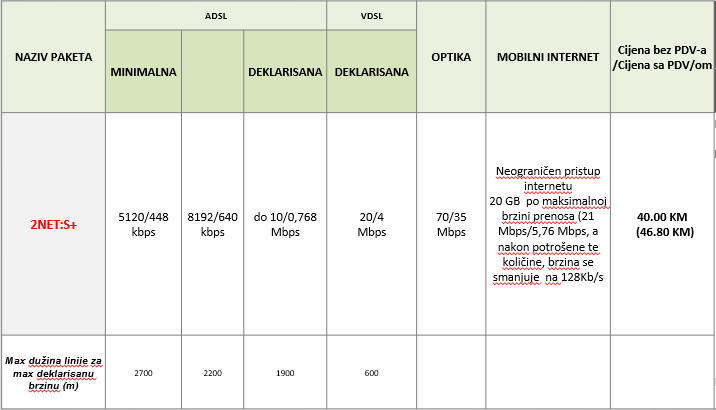 NAZIV PAKETA
ADSL
VDSL
OPTIKA
MOBILNI INTERNET
Cijena bez PDV-a
/Cijena sa PDV/om
MINIMALNA
DEKLARISANA
DEKLARISANA
2NET:S+
5120/448
kbps
8192/640
kbps
do 10/0,768
Mbps
20/4
Mbps
70/35
Mbps
Neograničen pristup
internetu
20 GB po maksimalnoj
brzini prenosa (21
Mbps/5,76 Mbps, a
nakon potrošene te
količine, brzina se
smanjuje na 128Kb/s
40.00 KM
(46.80 KM)
Max dužina linije za
max deklarisanu
brzinu (m)
2700
2200
1900
600